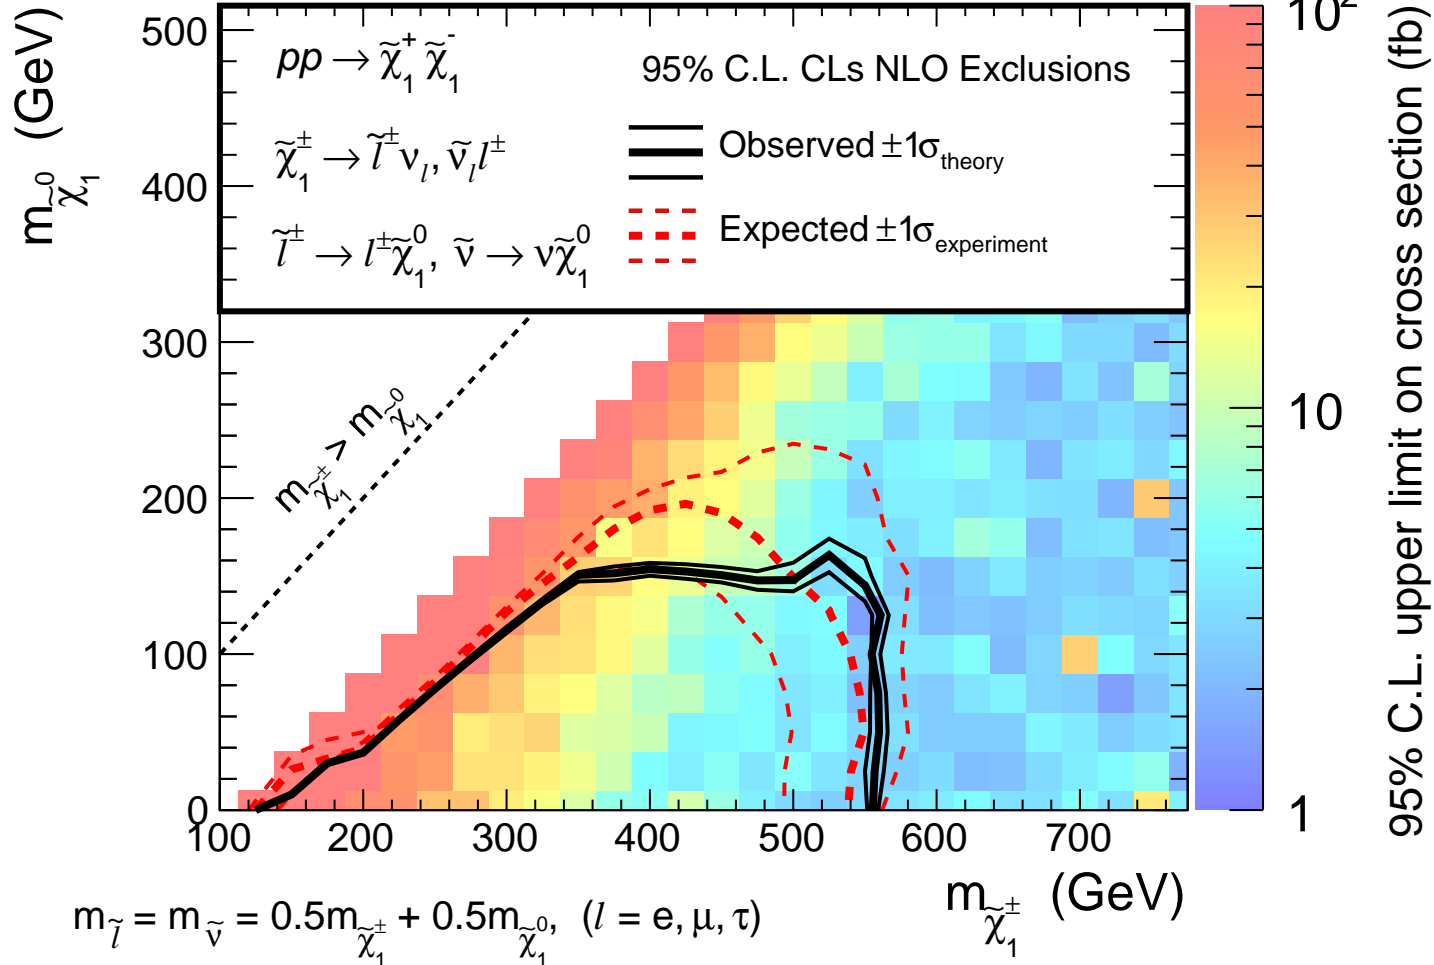 m_χ̃₁⁰ (GeV)
500
400
300
200
100
0
pp → χ̃₁⁺ χ̃₁⁻
χ̃₁^± → l̃^± ν_l, ν̃_l l^±
l̃^± → l^± χ̃₁⁰, ν̃ → ν χ̃₁⁰
95% C.L. CLs NLO Exclusions
Observed ±1σ_theory
Expected ±1σ_experiment
m_χ̃₁^± > m_χ̃₁⁰
100 200 300 400 500 600 700
m_χ̃₁^± (GeV)
m_l̃ = m_ν̃ = 0.5m_χ̃₁^± + 0.5m_χ̃₁⁰, (l = e, μ, τ)
10²
10
1
95% C.L. upper limit on cross section (fb)